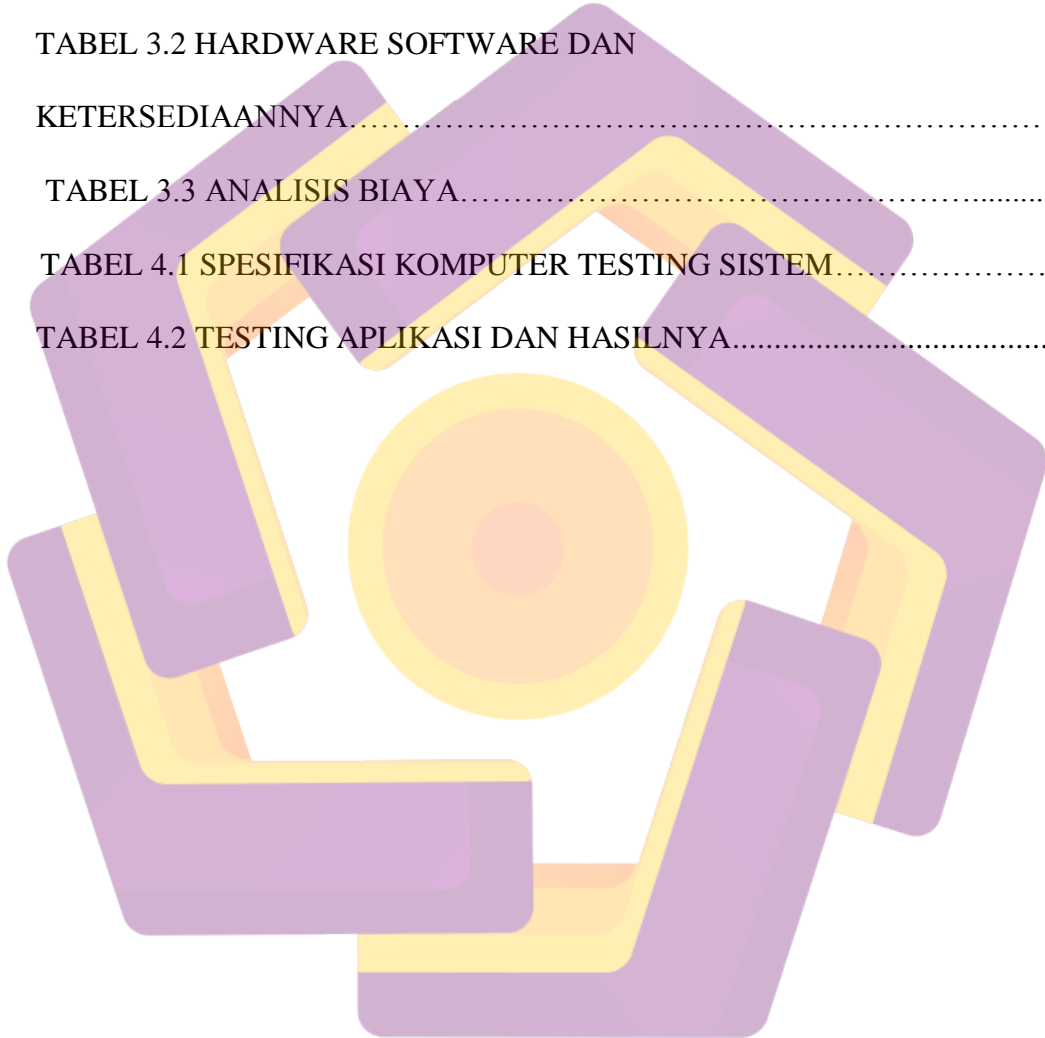 TABEL 3.2 HARDWARE SOFTWARE DAN
KETERSEDIAANNYA……………………………………………………………
TABEL 3.3 ANALISIS BIAYA…………………………………………….........
TABEL 4.1 SPESIFIKASI KOMPUTER TESTING SISTEM…………………
TABEL 4.2 TESTING APLIKASI DAN HASILNYA.......................................